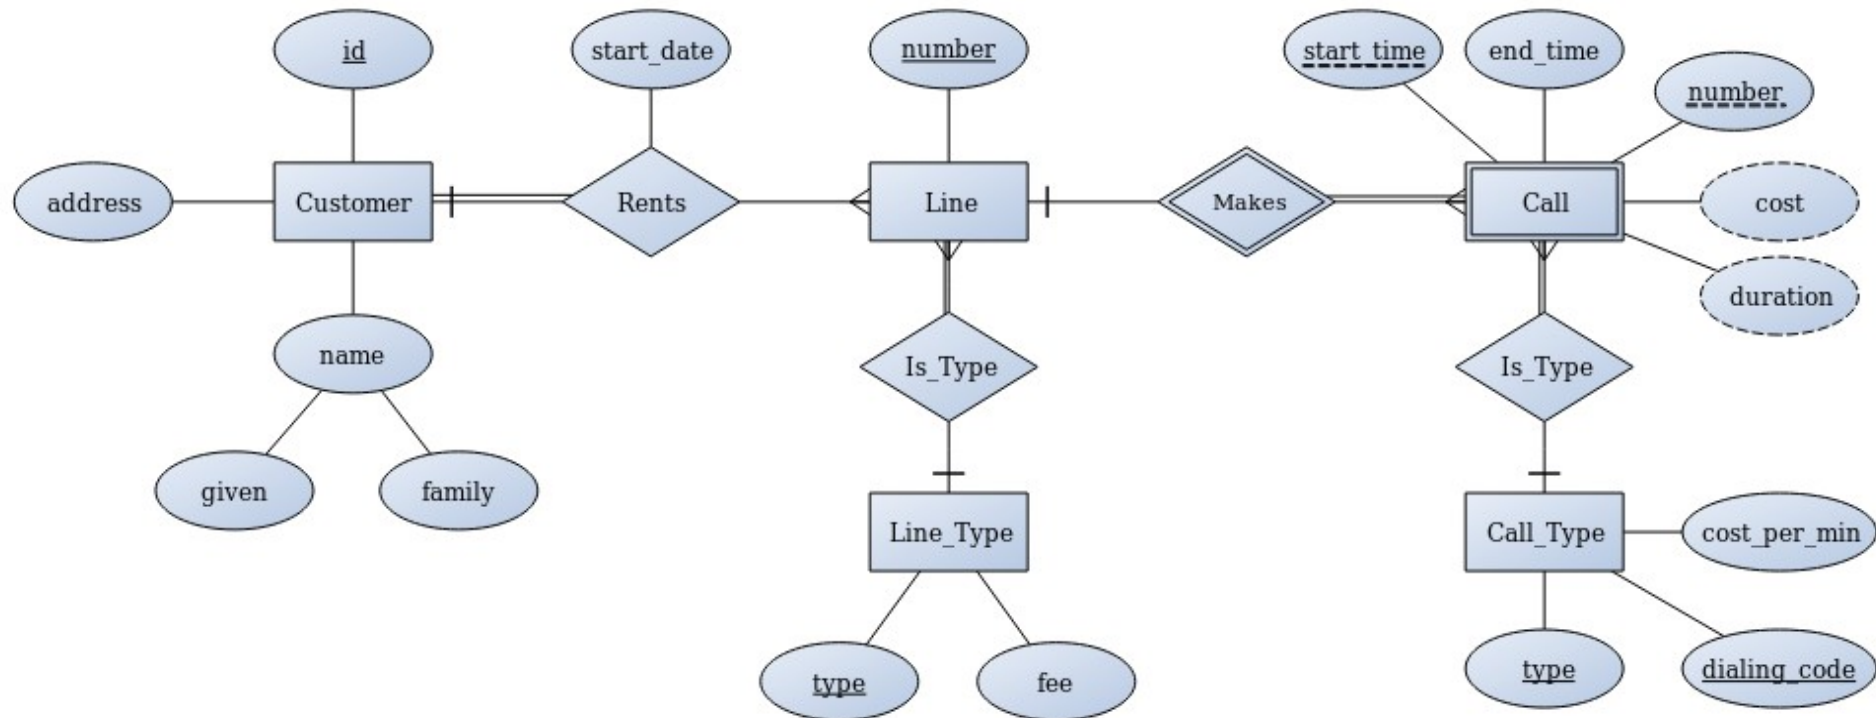 id
start_date
number
start_time
end_time
number
address
Customer
Rents
Line
Makes
Call
cost
duration
name
Is_Type
Is_Type
given
family
Line_Type
Call_Type
cost_per_min
type
fee
type
dialing_code